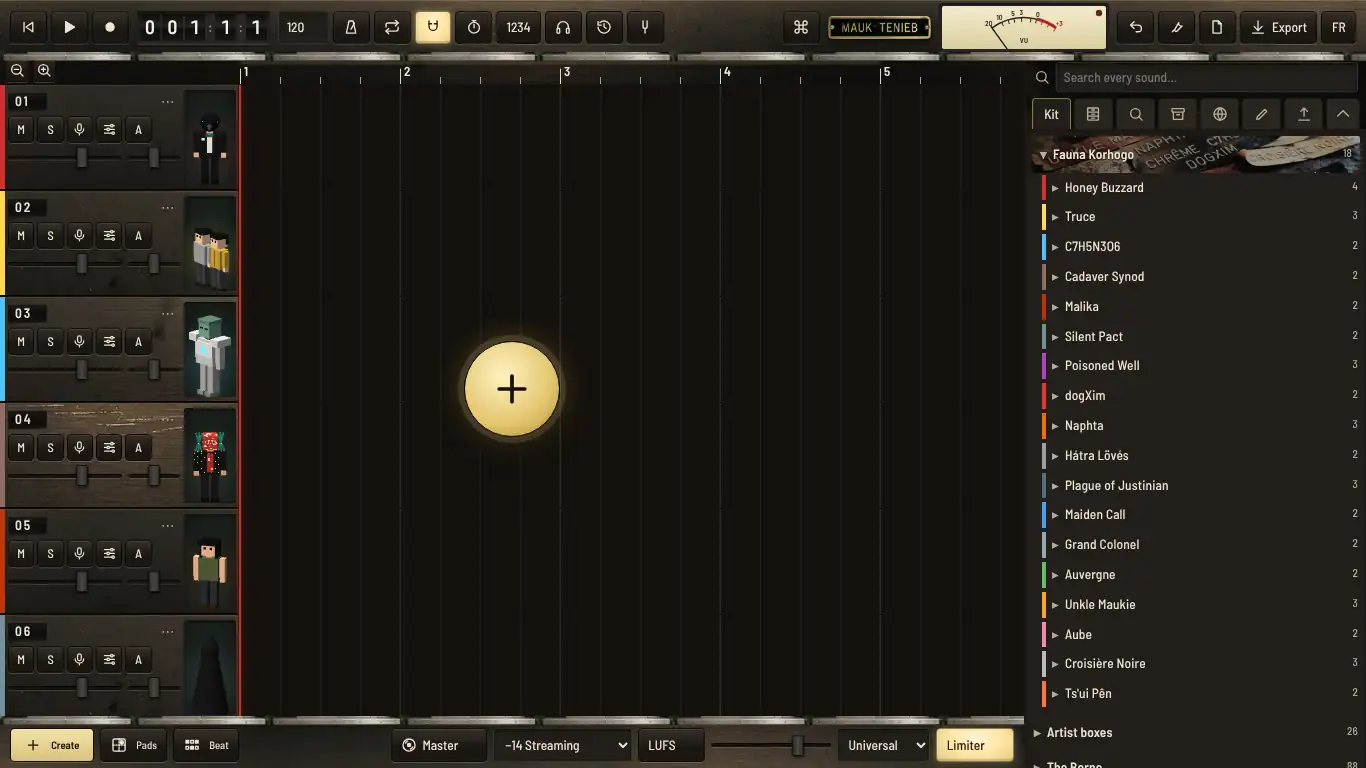 001:1:1
120
1234
MAUK TENIEB
20 10 5 3 0 +3
VU
Export
FR
1 2 3 4 5
Search every sound...
Kit
01
M S A
02
M S A
03
M S A
04
M S A
05
M S A
06
M S A
Fauna Korhogo 18
Honey Buzzard 4
Truce 3
C7H5N3O6 2
Cadaver Synod 2
Malika 2
Silent Pact 2
Poisoned Well 3
dogXim 2
Naphta 3
Hátra Lövés 2
Plague of Justinian 3
Maiden Call 2
Grand Colonel 2
Auvergne 2
Unkle Maukie 3
Aube 2
Croisière Noire 3
Ts'ui Pên 2
Artist boxes 26
Create
Pads
Beat
Master
−14 Streaming
LUFS
Universal
Limiter